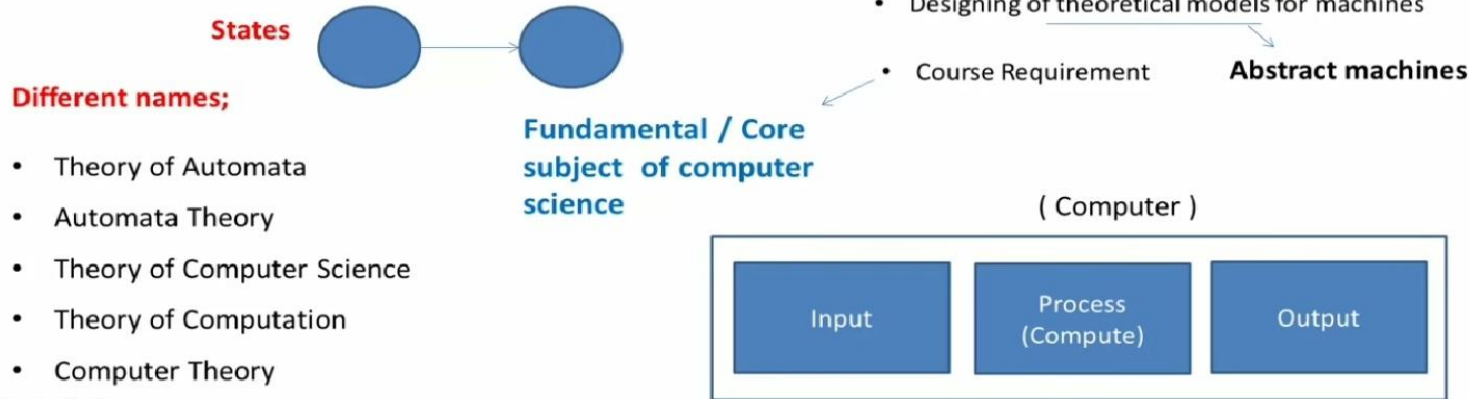 States
Different names;
• Theory of Automata
• Automata Theory
• Theory of Computer Science
• Theory of Computation
• Computer Theory
• Designing of theoretical models for machines
• Course Requirement
Abstract machines
Fundamental / Core
subject of computer
science
( Computer )
Input
Process
(Compute)
Output